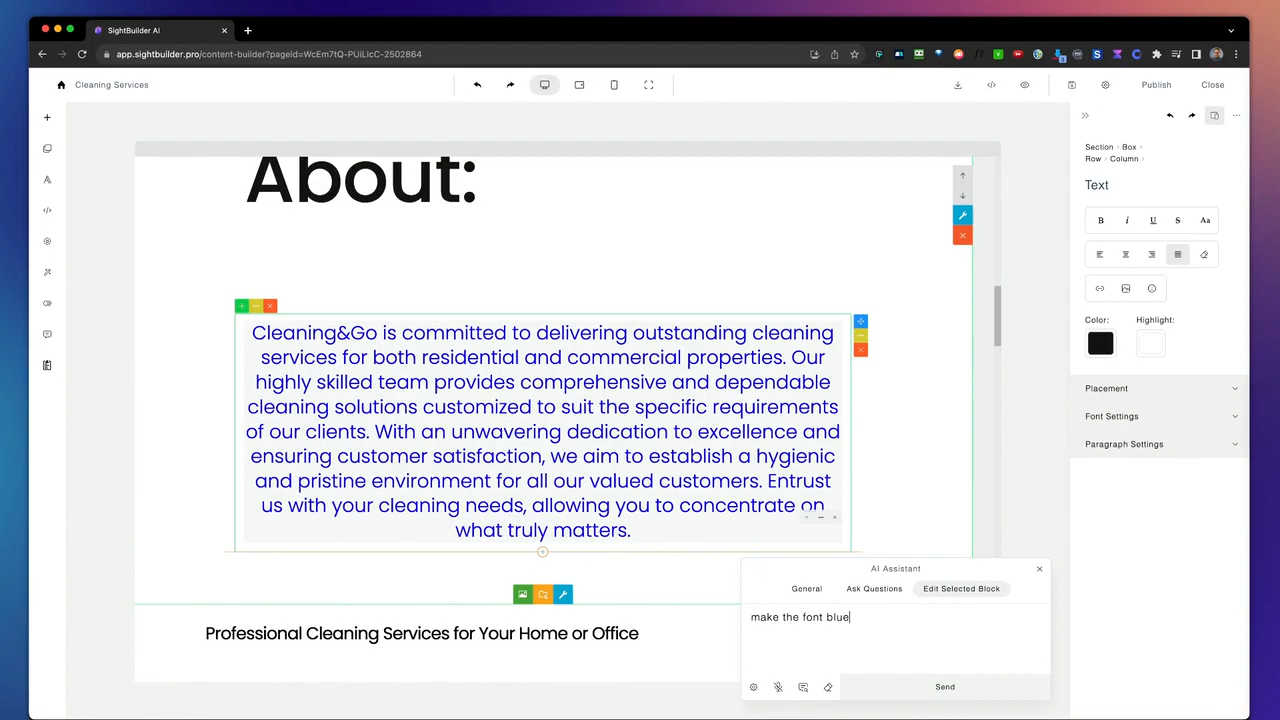 SightBuilder AI
app.sightbuilder.pro/content-builder?pageId=WcEm7tQ-PUiLIcC-2502864
Cleaning Services
Publish
Close
Section
Box
Row
Column
Text
B
i
U
S
Aa
Color:
Highlight:
Placement
Font Settings
Paragraph Settings
About:
Cleaning&Go is committed to delivering outstanding cleaning
services for both residential and commercial properties. Our
highly skilled team provides comprehensive and dependable
cleaning solutions customized to suit the specific requirements
of our clients. With an unwavering dedication to excellence and
ensuring customer satisfaction, we aim to establish a hygienic
and pristine environment for all our valued customers. Entrust
us with your cleaning needs, allowing you to concentrate on
what truly matters.
Professional Cleaning Services for Your Home or Office
AI Assistant
General
Ask Questions
Edit Selected Block
make the font blue
Send